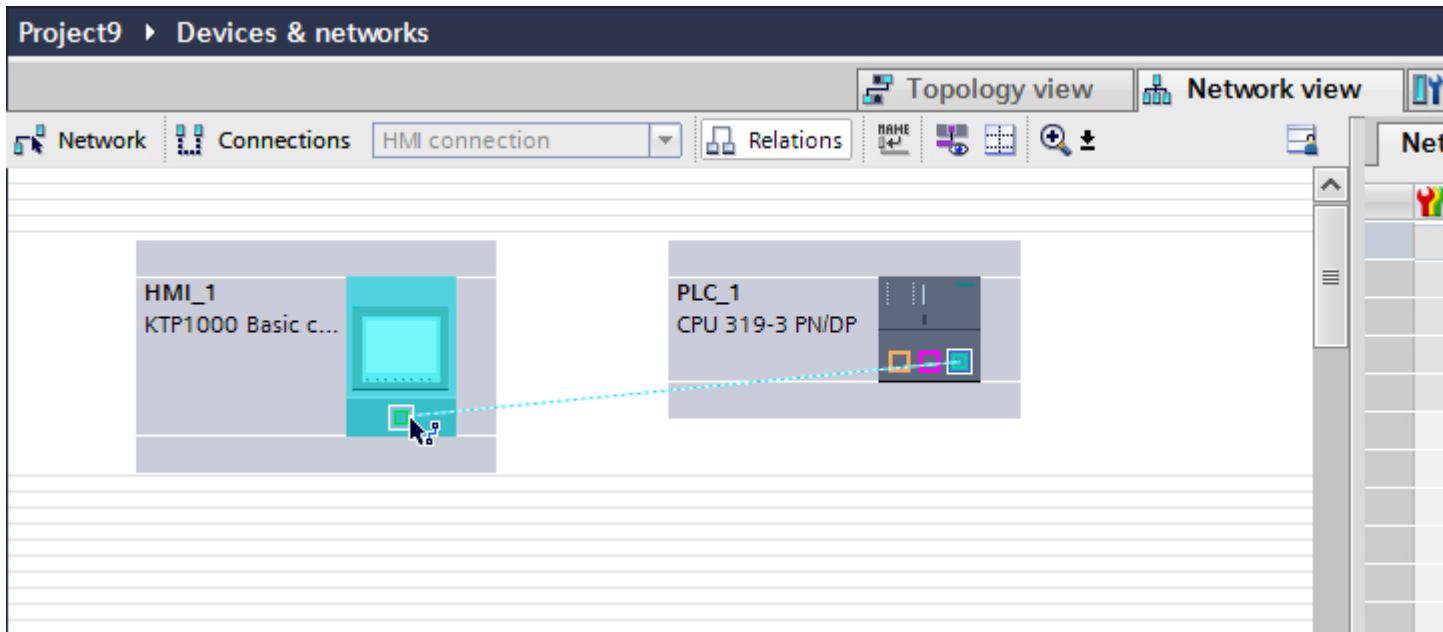 Project9 ▸ Devices & networks
Topology view
Network view
Network
Connections
HMI connection
Relations
NAME
Net
HMI_1
KTP1000 Basic c...
PLC_1
CPU 319-3 PN/DP